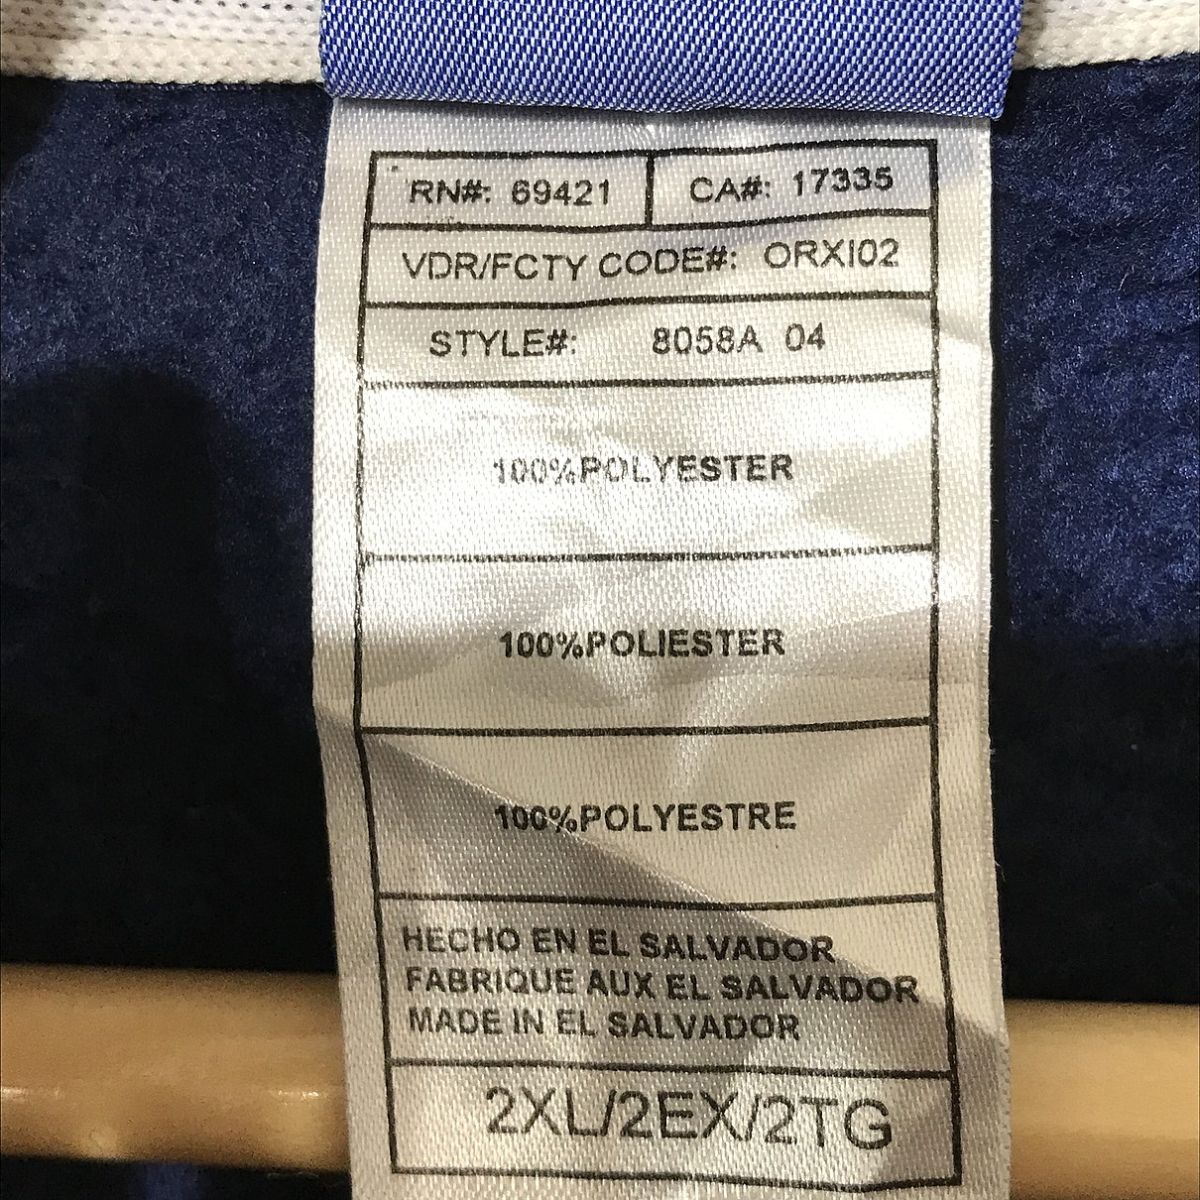 RN#: 69421 CA#: 17335
VDR/FCTY CODE#: ORXI02
STYLE#: 8058A 04
100%POLYESTER
100%POLIESTER
100%POLYESTRE
HECHO EN EL SALVADOR
FABRIQUE AUX EL SALVADOR
MADE IN EL SALVADOR
2XL/2EX/2TG